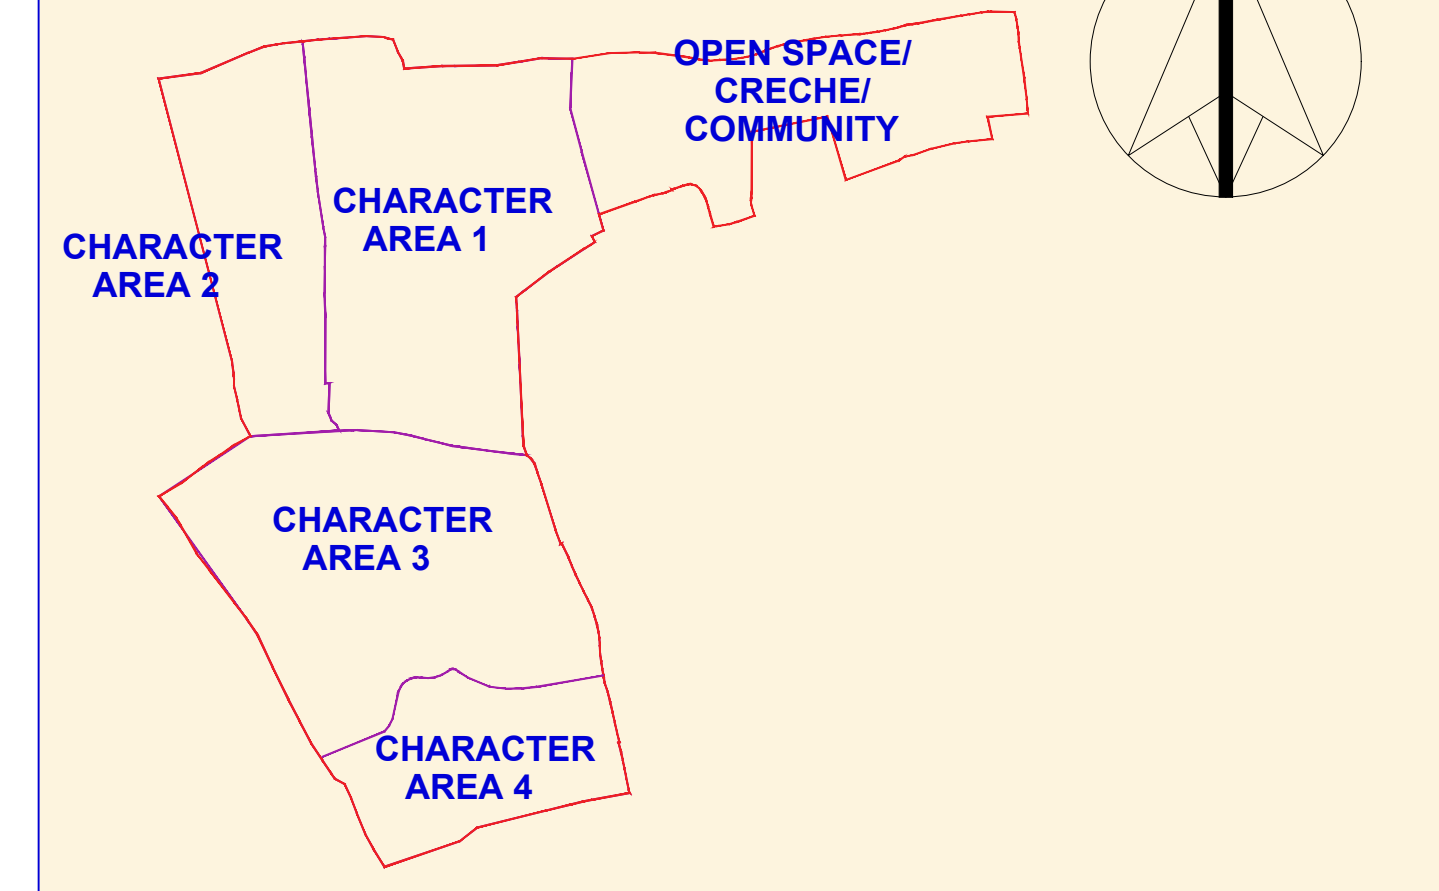 OPEN SPACE/
CRECHE/
COMMUNITY
CHARACTER
AREA 1
CHARACTER
AREA 2
CHARACTER
AREA 3
CHARACTER
AREA 4